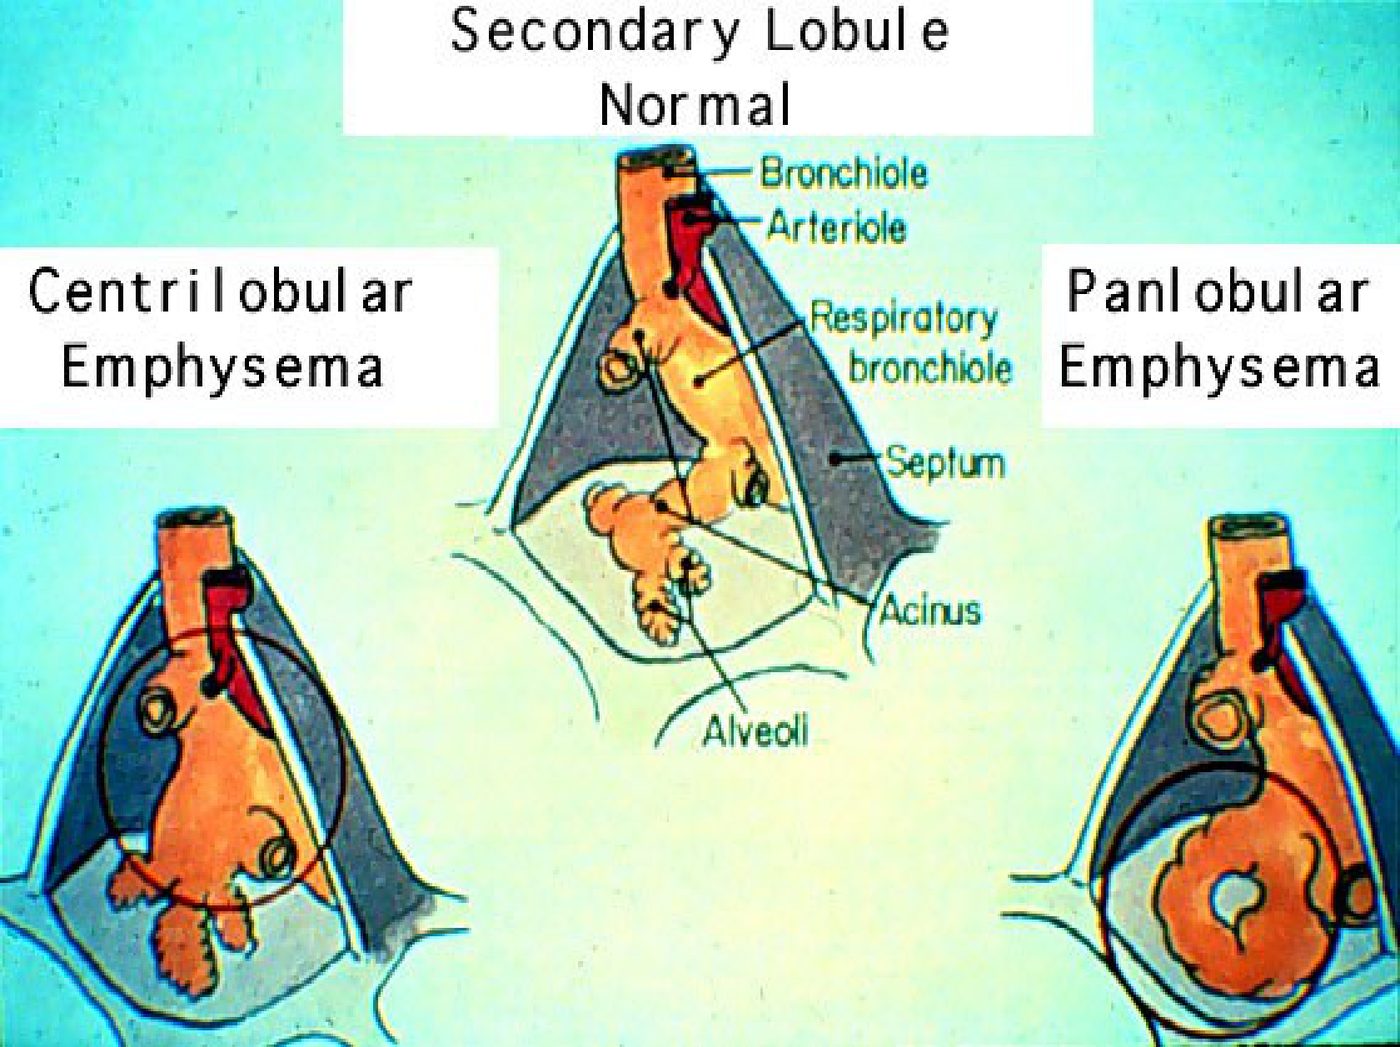 Secondary Lobule
Normal
Bronchiole
Arteriole
Centrilobular
Emphysema
Panlobular
Emphysema
Respiratory
bronchiole
Septum
Acinus
Alveoli